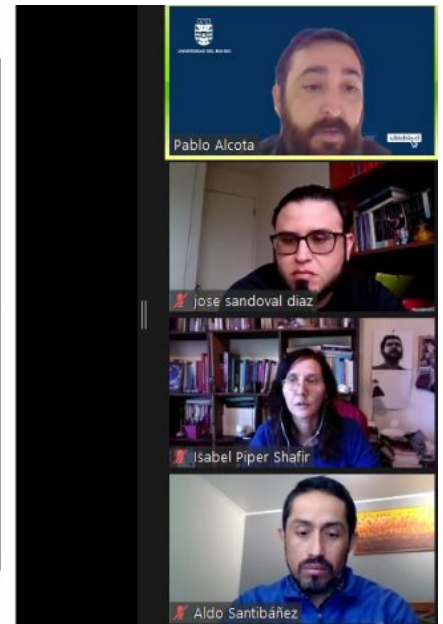 UNIVERSIDAD DEL BÍO-BÍO
Pablo Alcota
jose sandoval diaz
Isabel Piper Shafir
Aldo Santibáñez